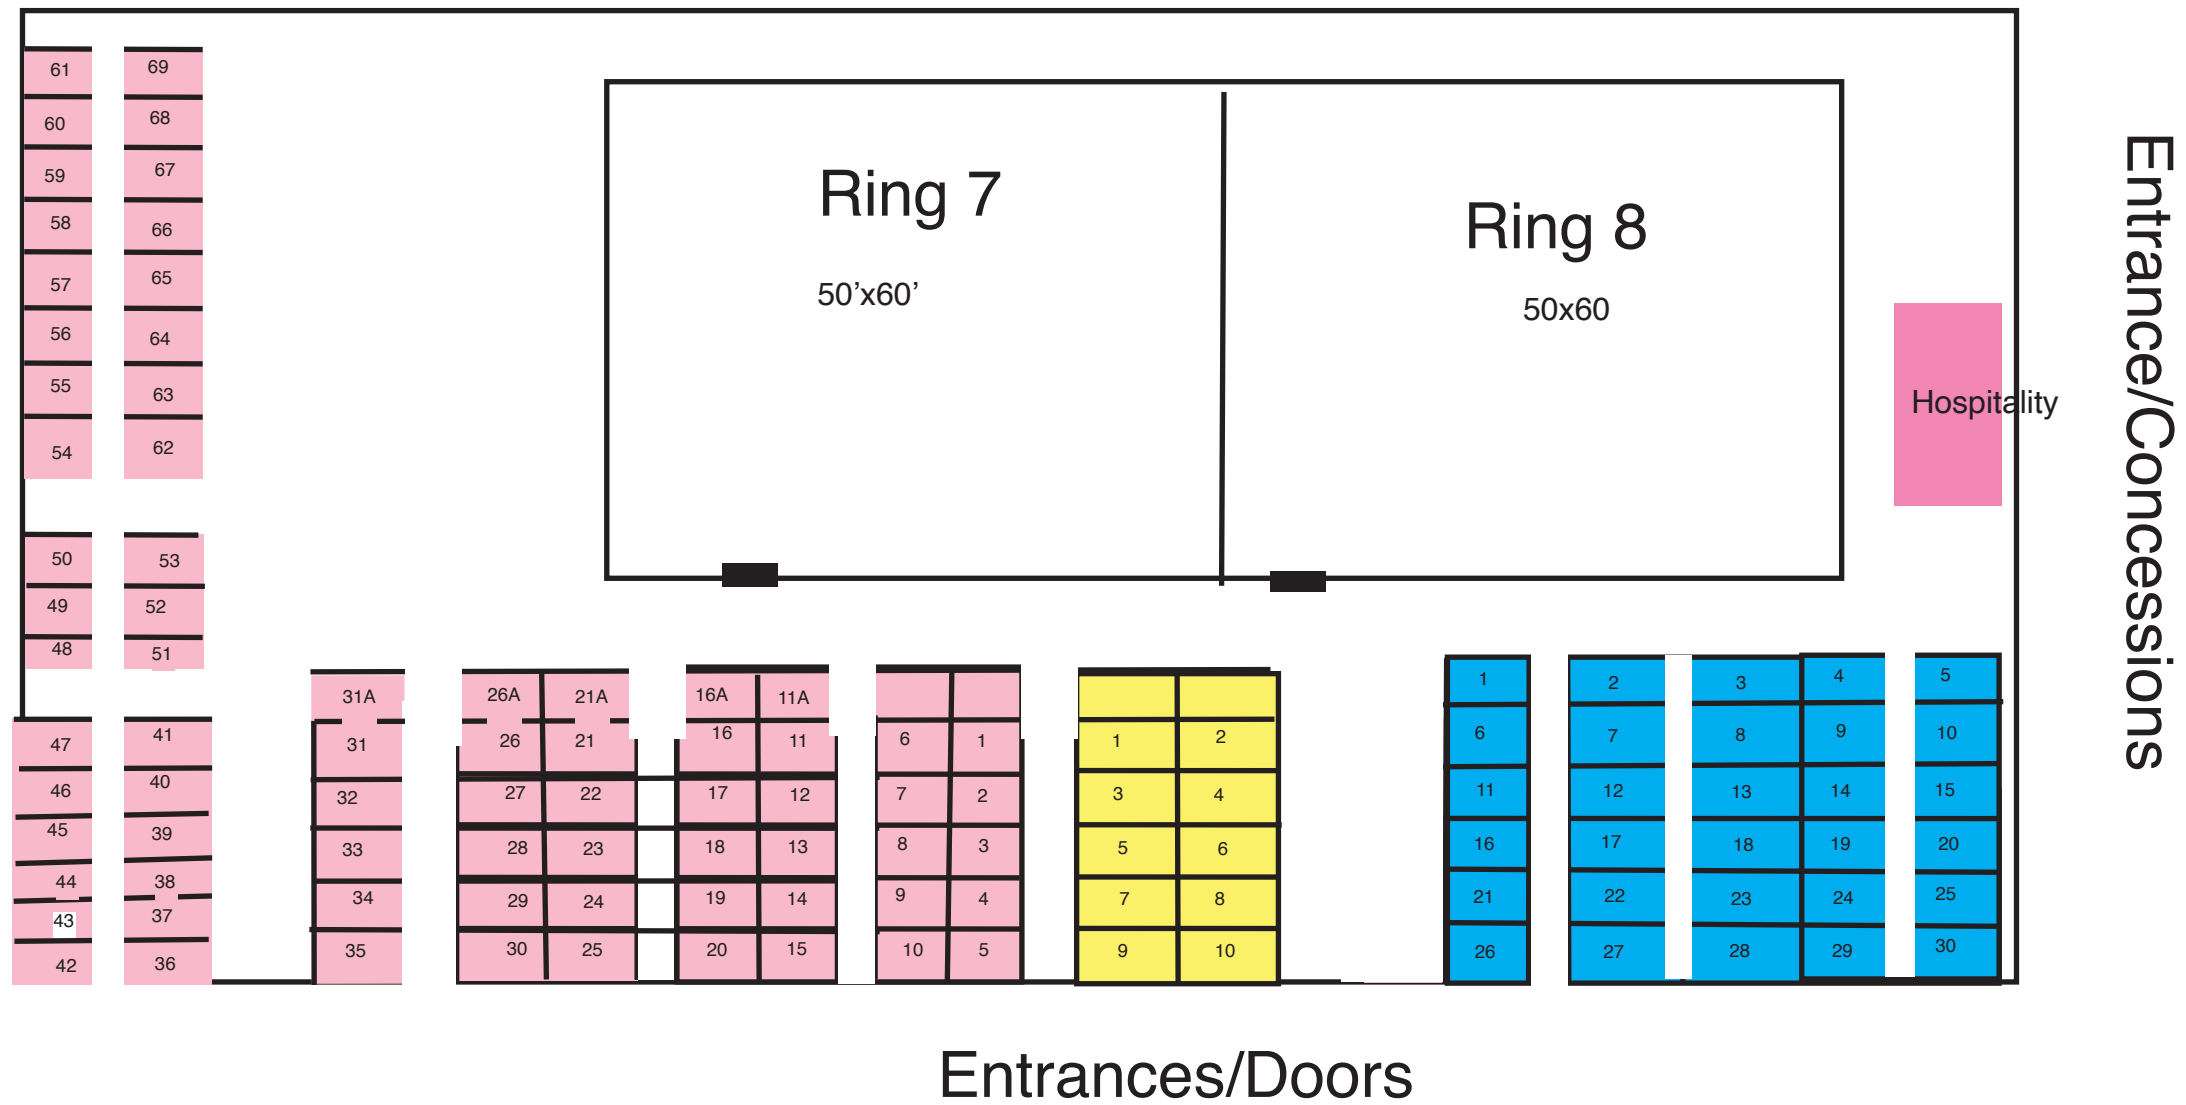 Ring 7
50’x60’
Ring 8
50x60
Hospitality
Entrance/Concessions
61 69
60 68
59 67
58 66
57 65
56 64
55 63
54 62
50 53
49 52
48 51
47 41
46 40
45 39
44 38
43 37
42 36
31A
31
32
33
34
35
26A 21A
26 21
27 22
28 23
29 24
30 25
16A 11A
16 11
17 12
18 13
19 14
20 15
6 1
7 2
8 3
9 4
10 5
1 2
3 4
5 6
7 8
9 10
1 2 3 4 5
6 7 8 9 10
11 12 13 14 15
16 17 18 19 20
21 22 23 24 25
26 27 28 29 30
Entrances/Doors